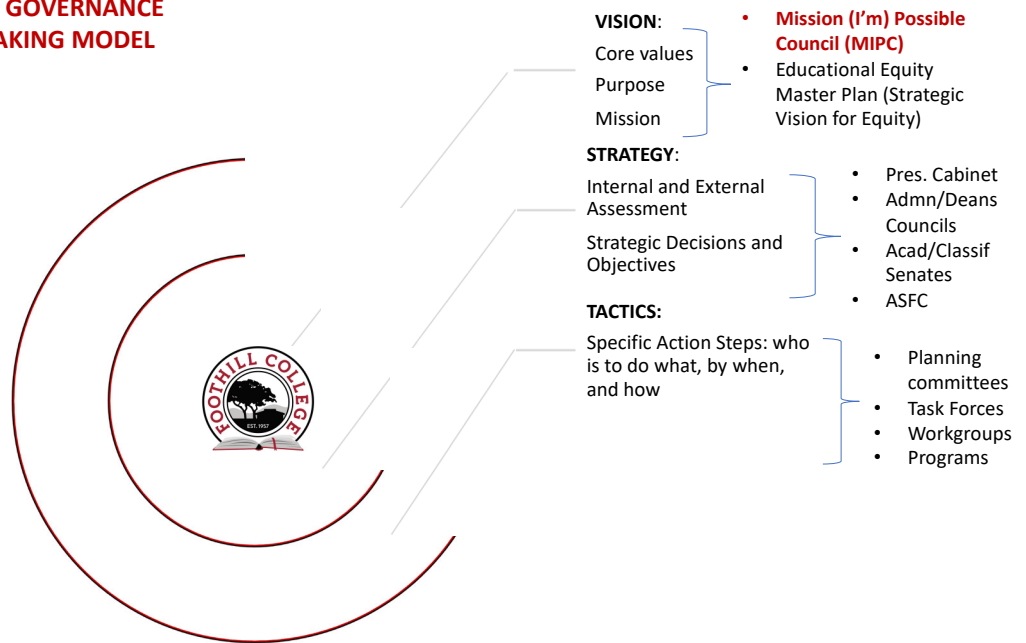 GOVERNANCE
AKING MODEL
VISION:
Core values
Purpose
Mission
• Mission (I’m) Possible
Council (MIPC)
• Educational Equity
Master Plan (Strategic
Vision for Equity)
STRATEGY:
Internal and External
Assessment
Strategic Decisions and
Objectives
• Pres. Cabinet
• Admn/Deans
Councils
• Acad/Classif
Senates
• ASFC
TACTICS:
Specific Action Steps: who
is to do what, by when,
and how
• Planning
committees
• Task Forces
• Workgroups
• Programs
FOOTHILL COLLEGE
EST. 1957